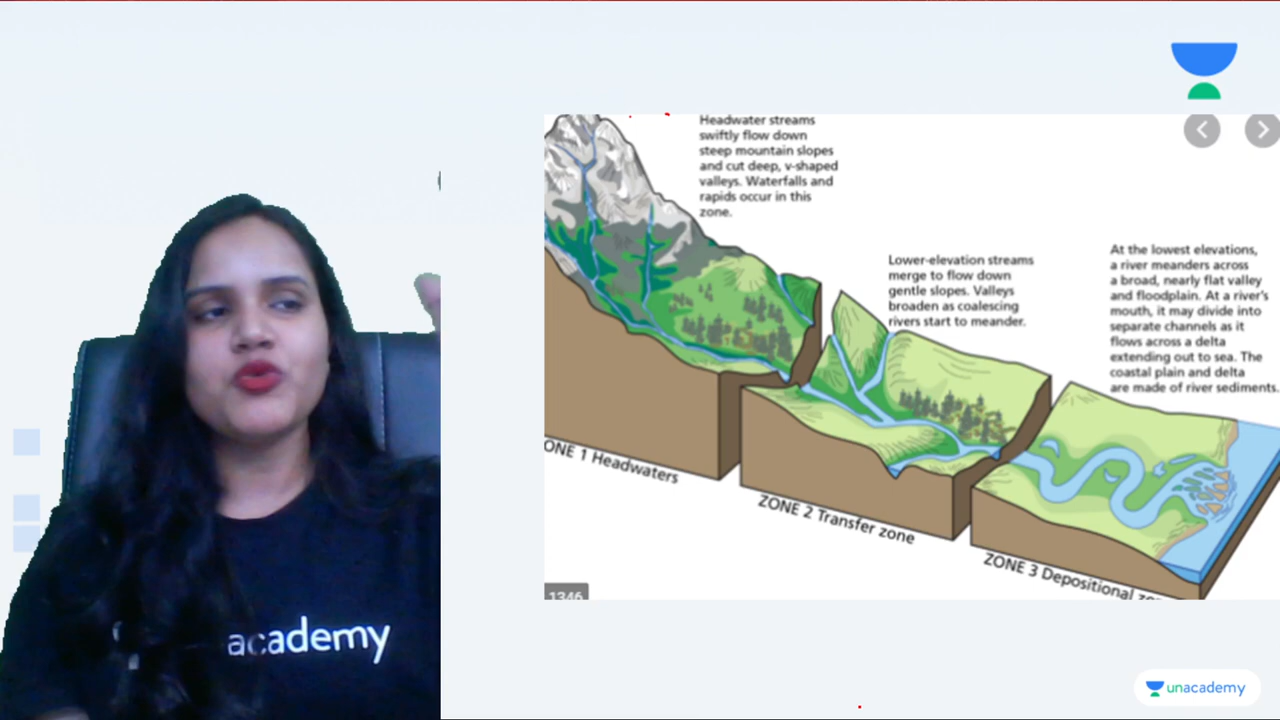 Headwater streams
swiftly flow down
steep mountain slopes
and cut deep, v-shaped
valleys. Waterfalls and
rapids occur in this
zone.
Lower-elevation streams
merge to flow down
gentle slopes. Valleys
broaden as coalescing
rivers start to meander.
At the lowest elevations,
a river meanders across
a broad, nearly flat valley
and floodplain. At a river's
mouth, it may divide into
separate channels as it
flows across a delta
extending out to sea. The
coastal plain and delta
are made of river sediments.
ONE 1 Headwaters
ZONE 2 Transfer zone
ZONE 3 Depositional zo
1346
academy
unacademy